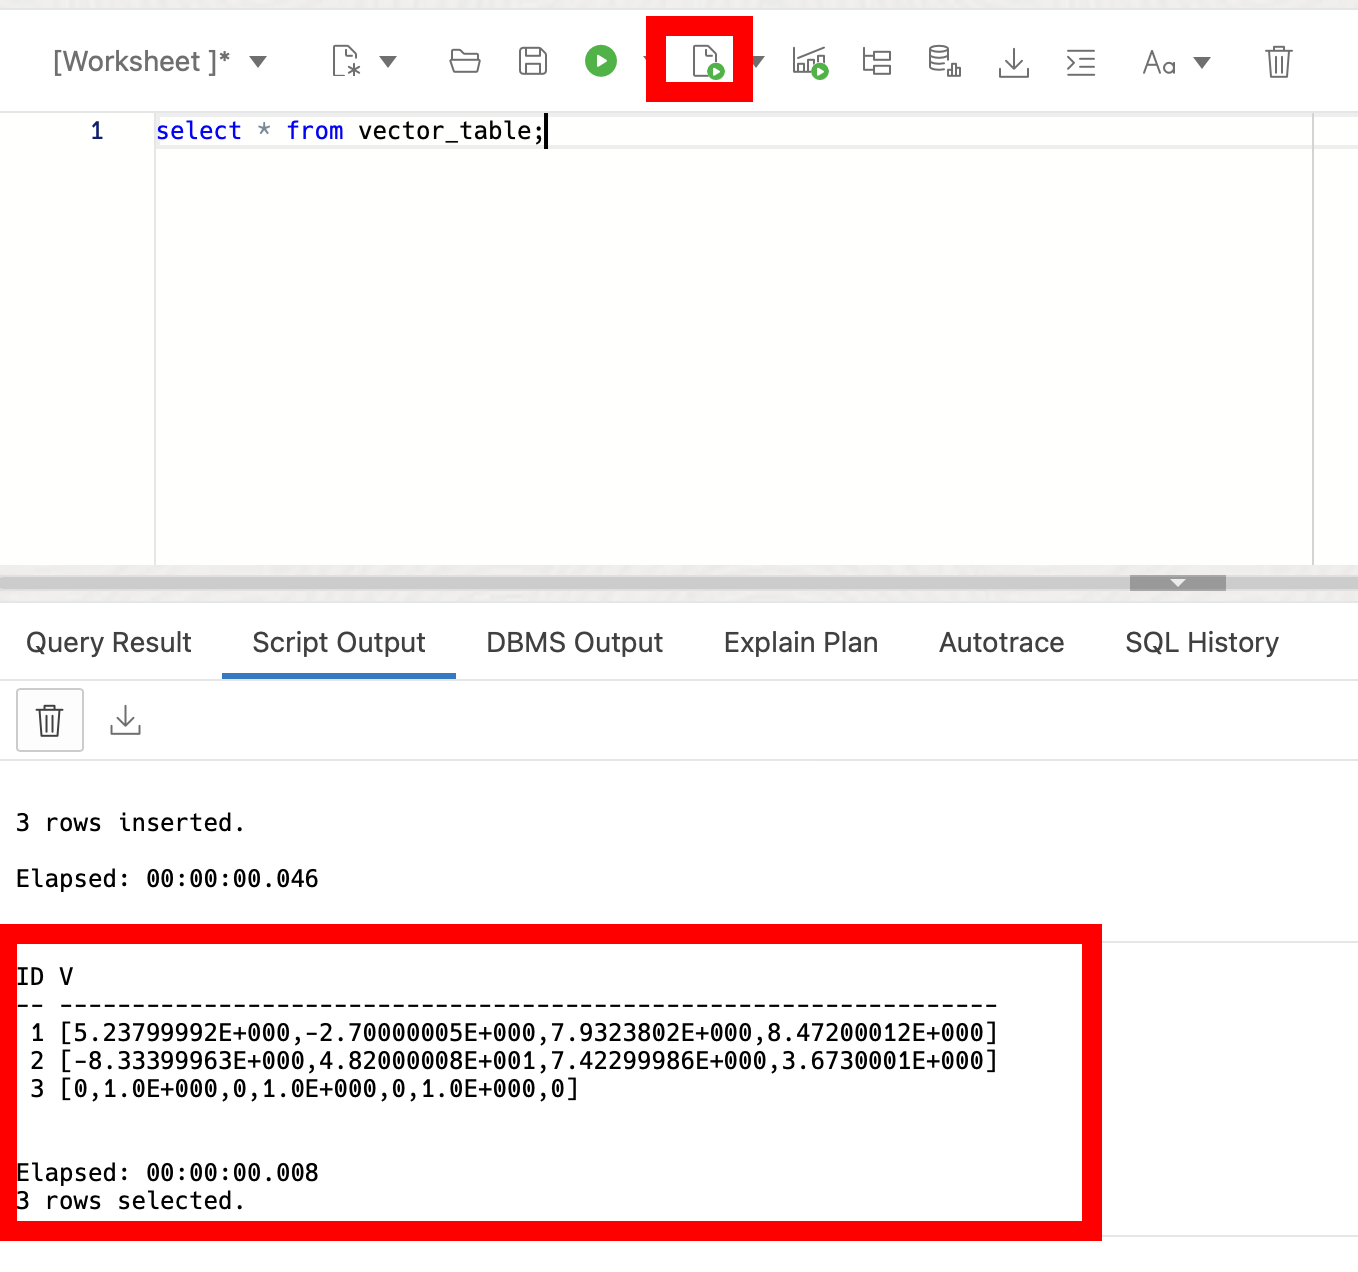 [Worksheet ]*
Aa
1 select * from vector_table;
Query Result Script Output DBMS Output Explain Plan Autotrace SQL History
3 rows inserted.
Elapsed: 00:00:00.046
ID V
-- -----------------------------------------------------------------
1 [5.23799992E+000,-2.70000005E+000,7.9323802E+000,8.47200012E+000]
2 [-8.33399963E+000,4.82000008E+001,7.42299986E+000,3.6730001E+000]
3 [0,1.0E+000,0,1.0E+000,0,1.0E+000,0]
Elapsed: 00:00:00.008
3 rows selected.